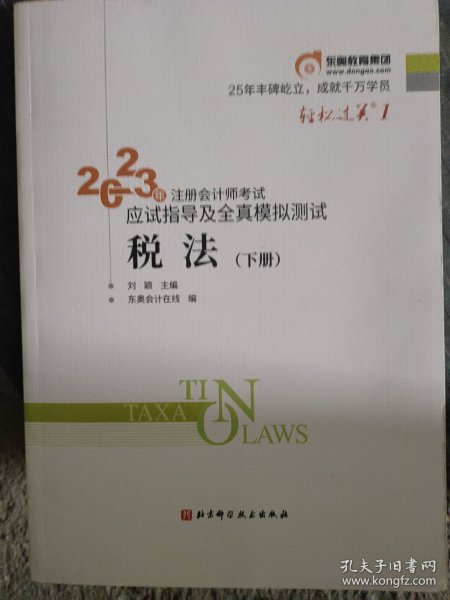 东奥教育集团
www.dongao.com
25年丰碑屹立，成就千万学员
轻松过关®1
2023年 注册会计师考试
应试指导及全真模拟测试
税法（下册）
刘颖 主编
东奥会计在线 编
TAXATION LAWS
北京科学技术出版社
孔夫子旧书网
www.kongfz.com